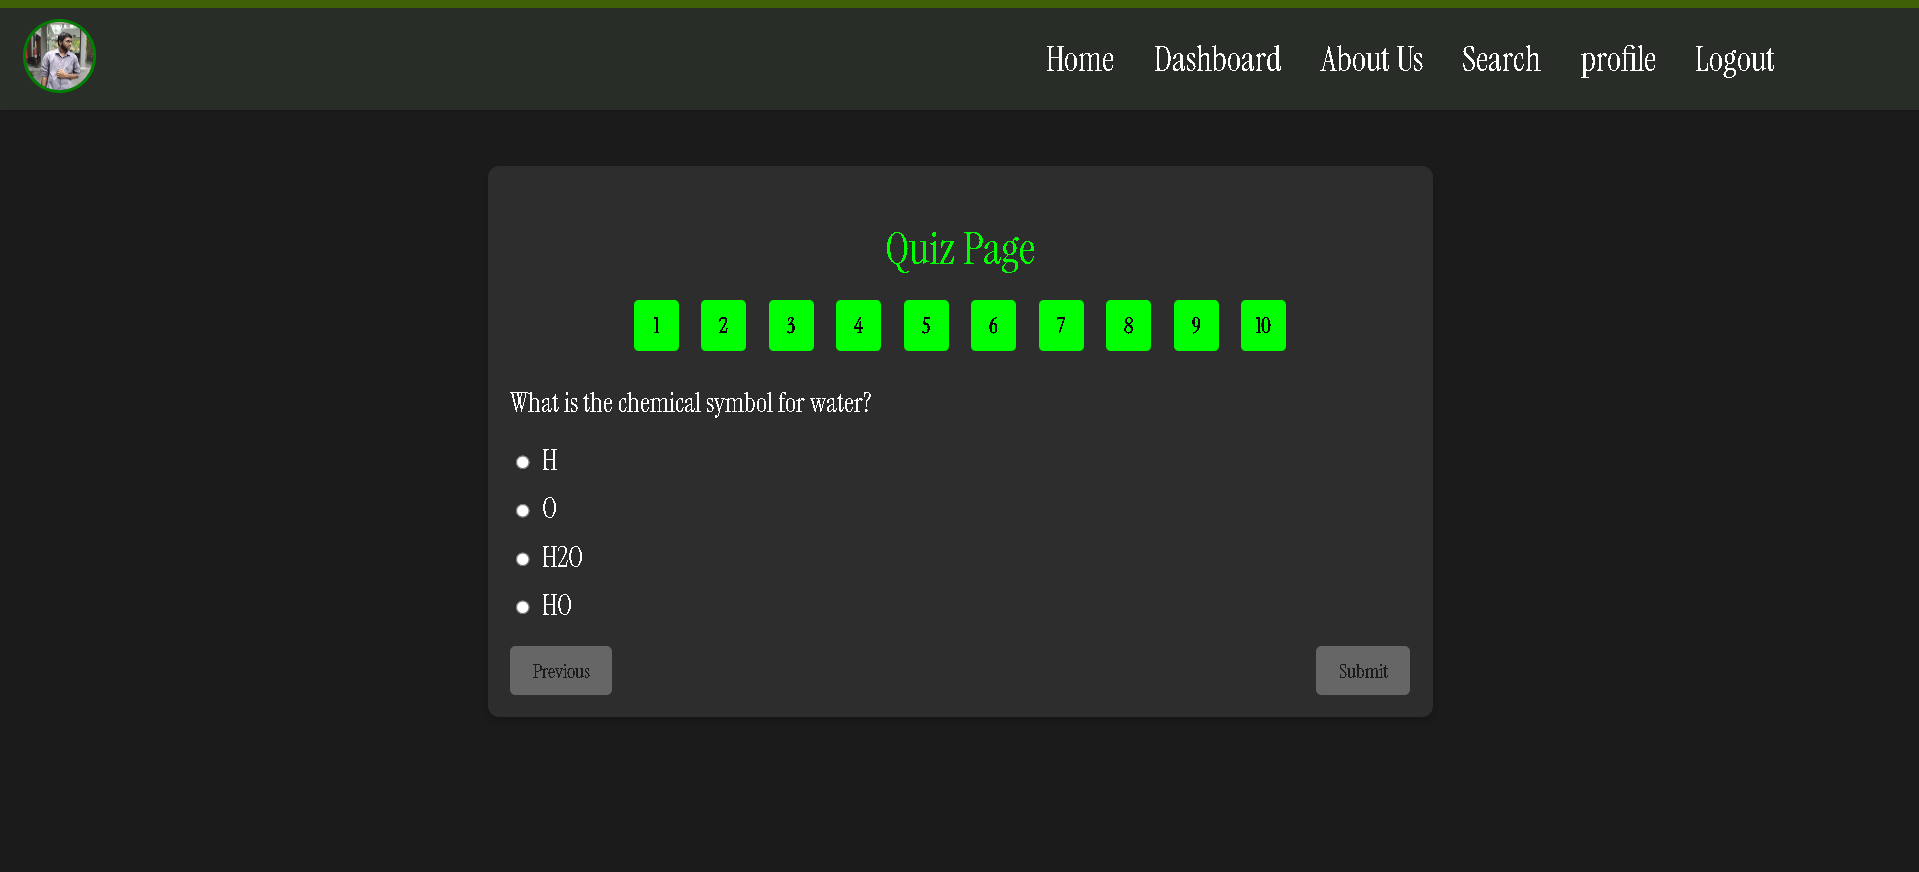 Home Dashboard About Us Search profile Logout
Quiz Page
1 2 3 4 5 6 7 8 9 10
What is the chemical symbol for water?
H
O
H2O
HO
Previous Submit